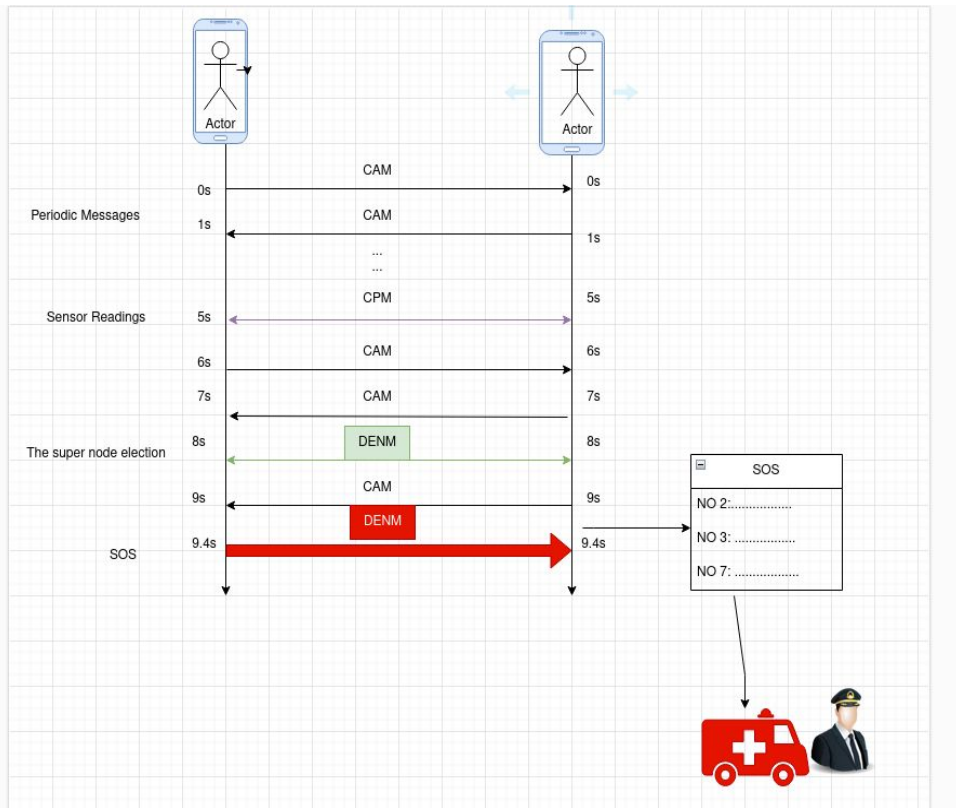 Actor
Actor
CAM
0s
0s
Periodic Messages
CAM
1s
1s
...
...
CPM
5s
Sensor Readings
5s
CAM
6s
6s
CAM
7s
7s
DENM
8s
8s
The super node election
SOS
CAM
9s
9s
NO 2:.................
DENM
NO 3: .................
9.4s
9.4s
SOS
NO 7: ..................